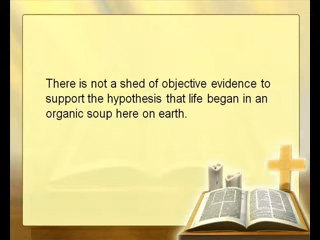 There is not a shed of objective evidence to
support the hypothesis that life began in an
organic soup here on earth.